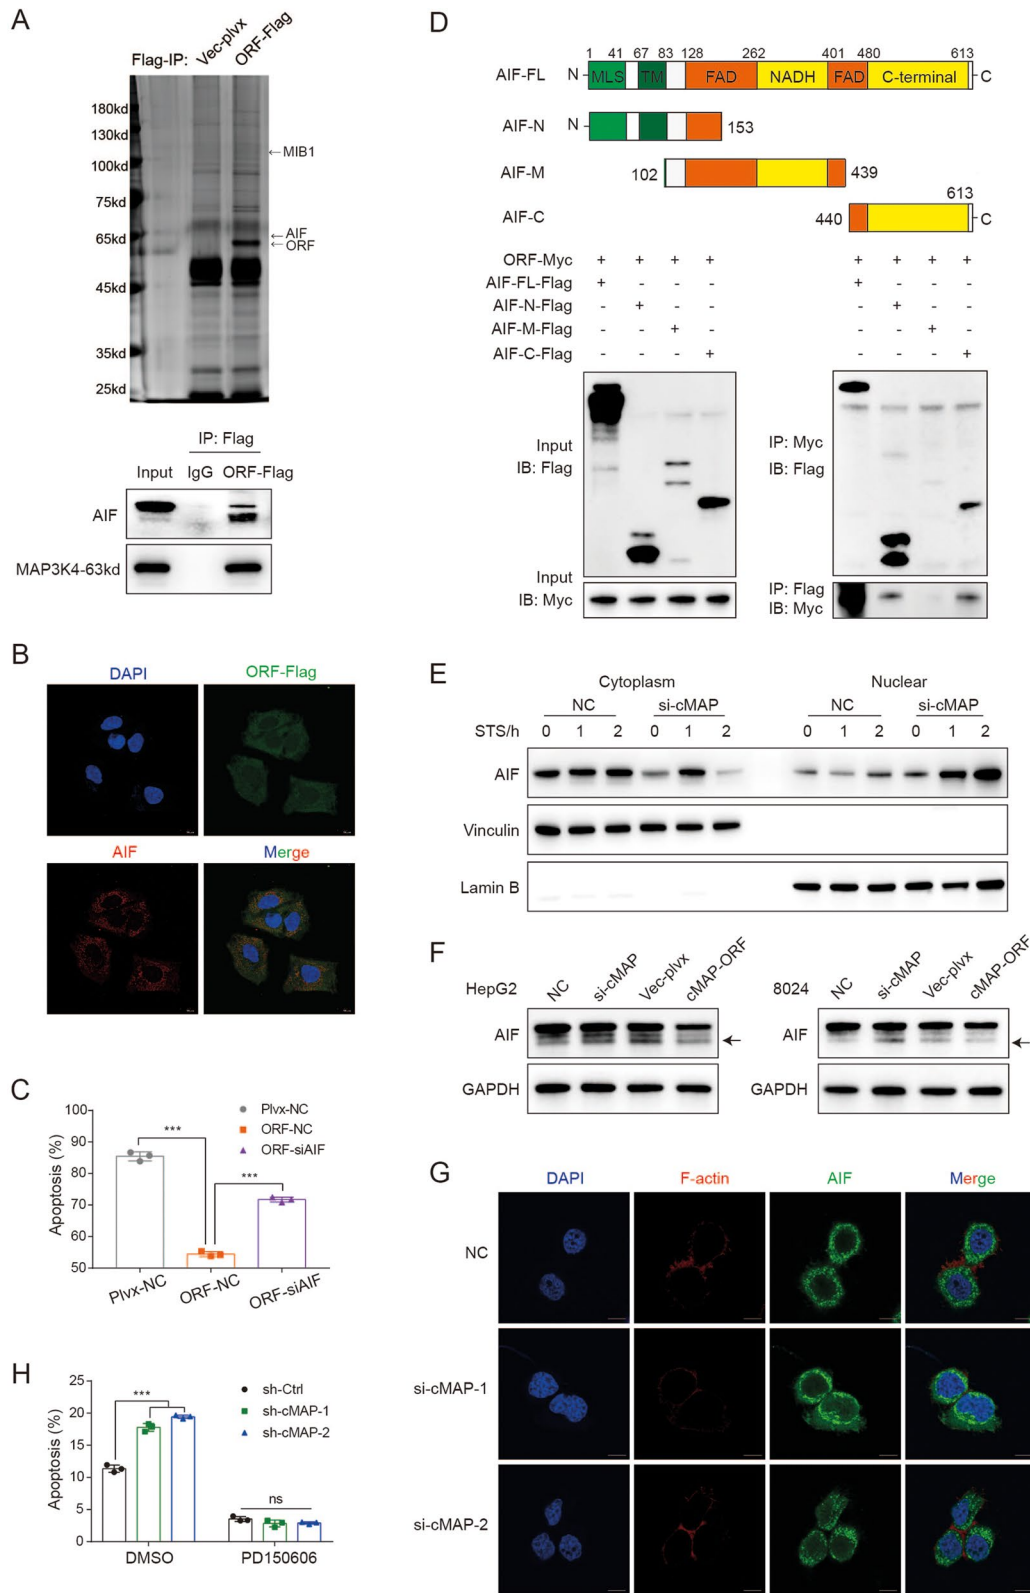 A
Flag-IP: Vec-plvx ORF-Flag
180kd
130kd
100kd
75kd
65kd
45kd
35kd
25kd
←MIB1
←AIF
←ORF
IP: Flag
Input IgG ORF-Flag
AIF
MAP3K4-63kd
B
DAPI ORF-Flag
AIF Merge
C
Apoptosis (%)
100
90
80
70
60
50
Plvx-NC
ORF-NC
ORF-siAIF
*** ***
Plvx-NC ORF-NC ORF-siAIF
H
Apoptosis (%)
25
20
15
10
5
0
***
sh-Ctrl
sh-cMAP-1
sh-cMAP-2
ns
DMSO PD150606
D
1 41 67 83 128 262 401 480 613
AIF-FL N MLS TM FAD NADH FAD C-terminal C
AIF-N N 153
AIF-M 102 439
613
AIF-C 440 C
ORF-Myc + + + + + + + +
AIF-FL-Flag + - - - + - - -
AIF-N-Flag - + - - - + - -
AIF-M-Flag - - + - - - + -
AIF-C-Flag - - - + - - - +
Input
IB: Flag
Input
IB: Myc
IP: Myc
IB: Flag
IP: Flag
IB: Myc
E
Cytoplasm Nuclear
NC si-cMAP NC si-cMAP
STS/h 0 1 2 0 1 2 0 1 2 0 1 2
AIF
Vinculin
Lamin B
F
HepG2 NC si-cMAP Vec-plvx cMAP-ORF
AIF ←
GAPDH
8024 NC si-cMAP Vec-plvx cMAP-ORF
AIF ←
GAPDH
G
DAPI F-actin AIF Merge
NC
si-cMAP-1
si-cMAP-2